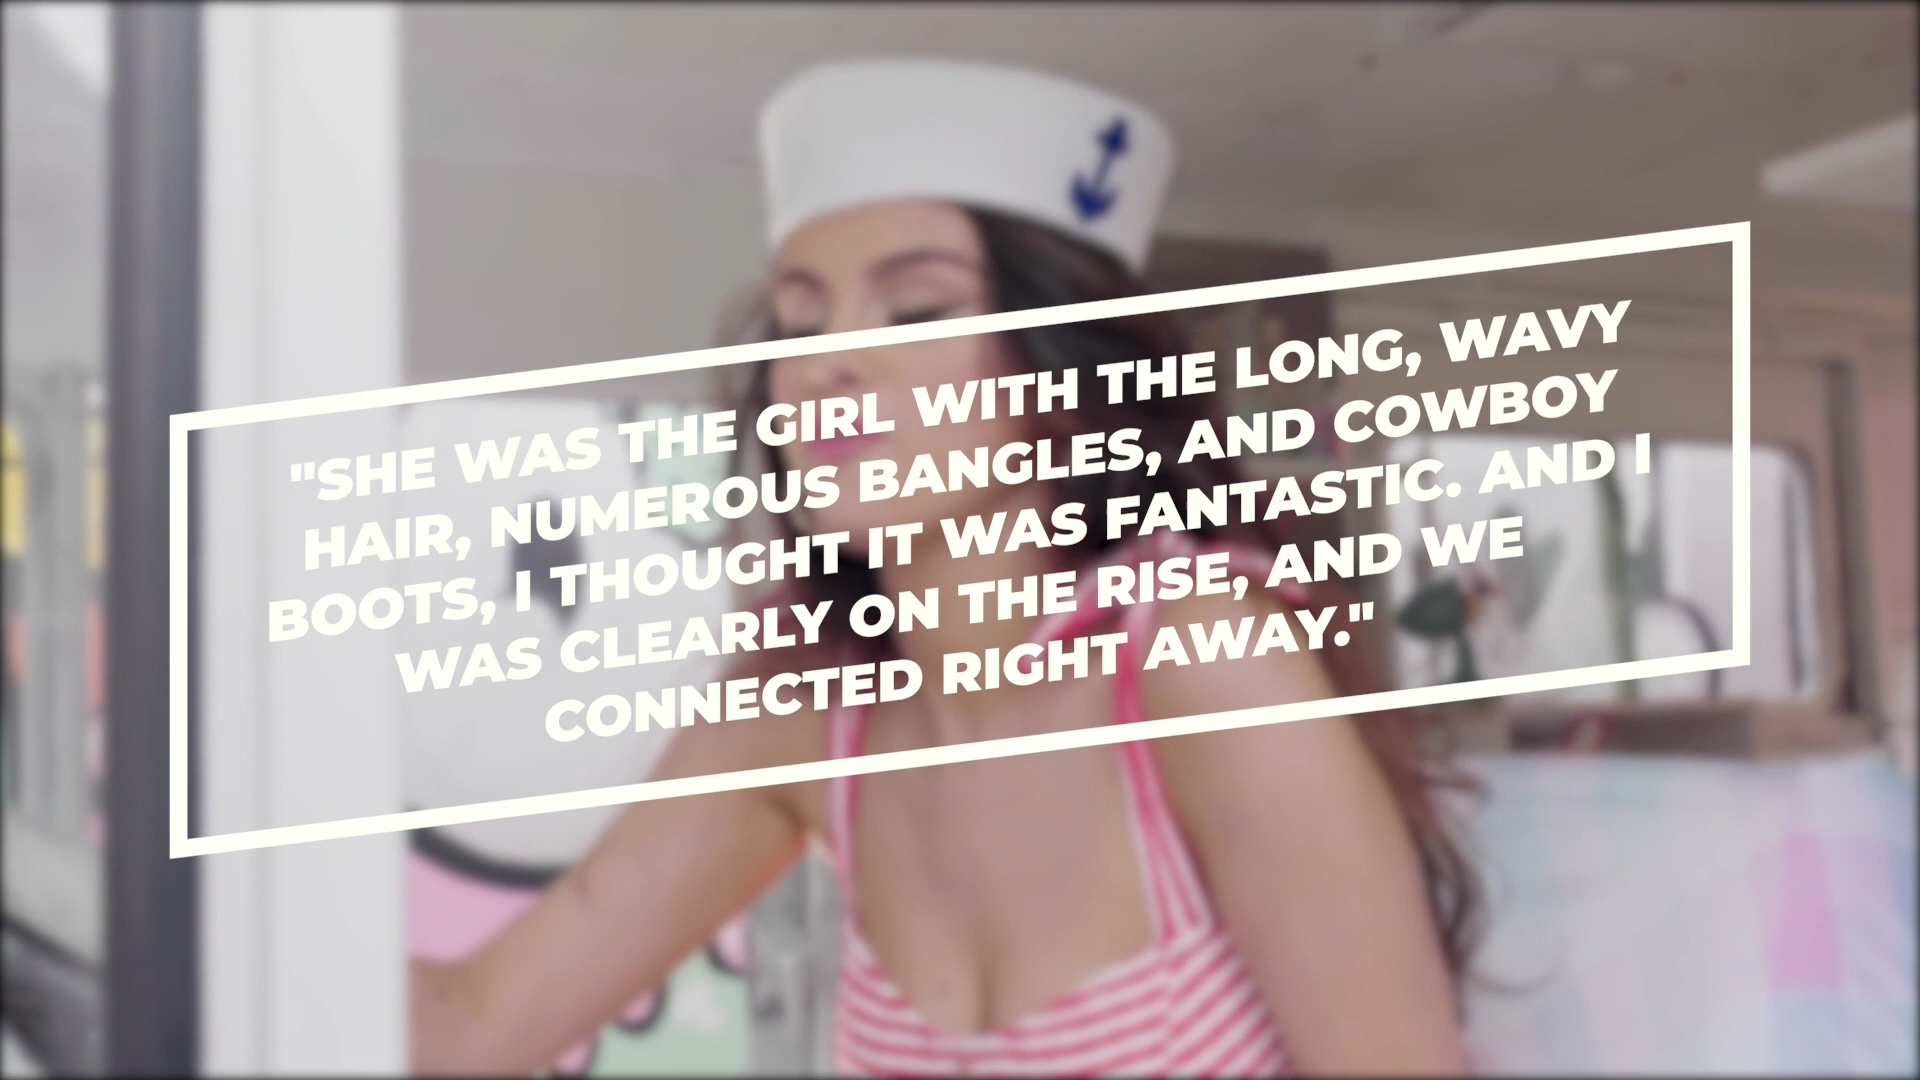 "SHE WAS THE GIRL WITH THE LONG, WAVY
HAIR, NUMEROUS BANGLES, AND COWBOY
BOOTS, I THOUGHT IT WAS FANTASTIC. AND I
WAS CLEARLY ON THE RISE, AND WE
CONNECTED RIGHT AWAY."